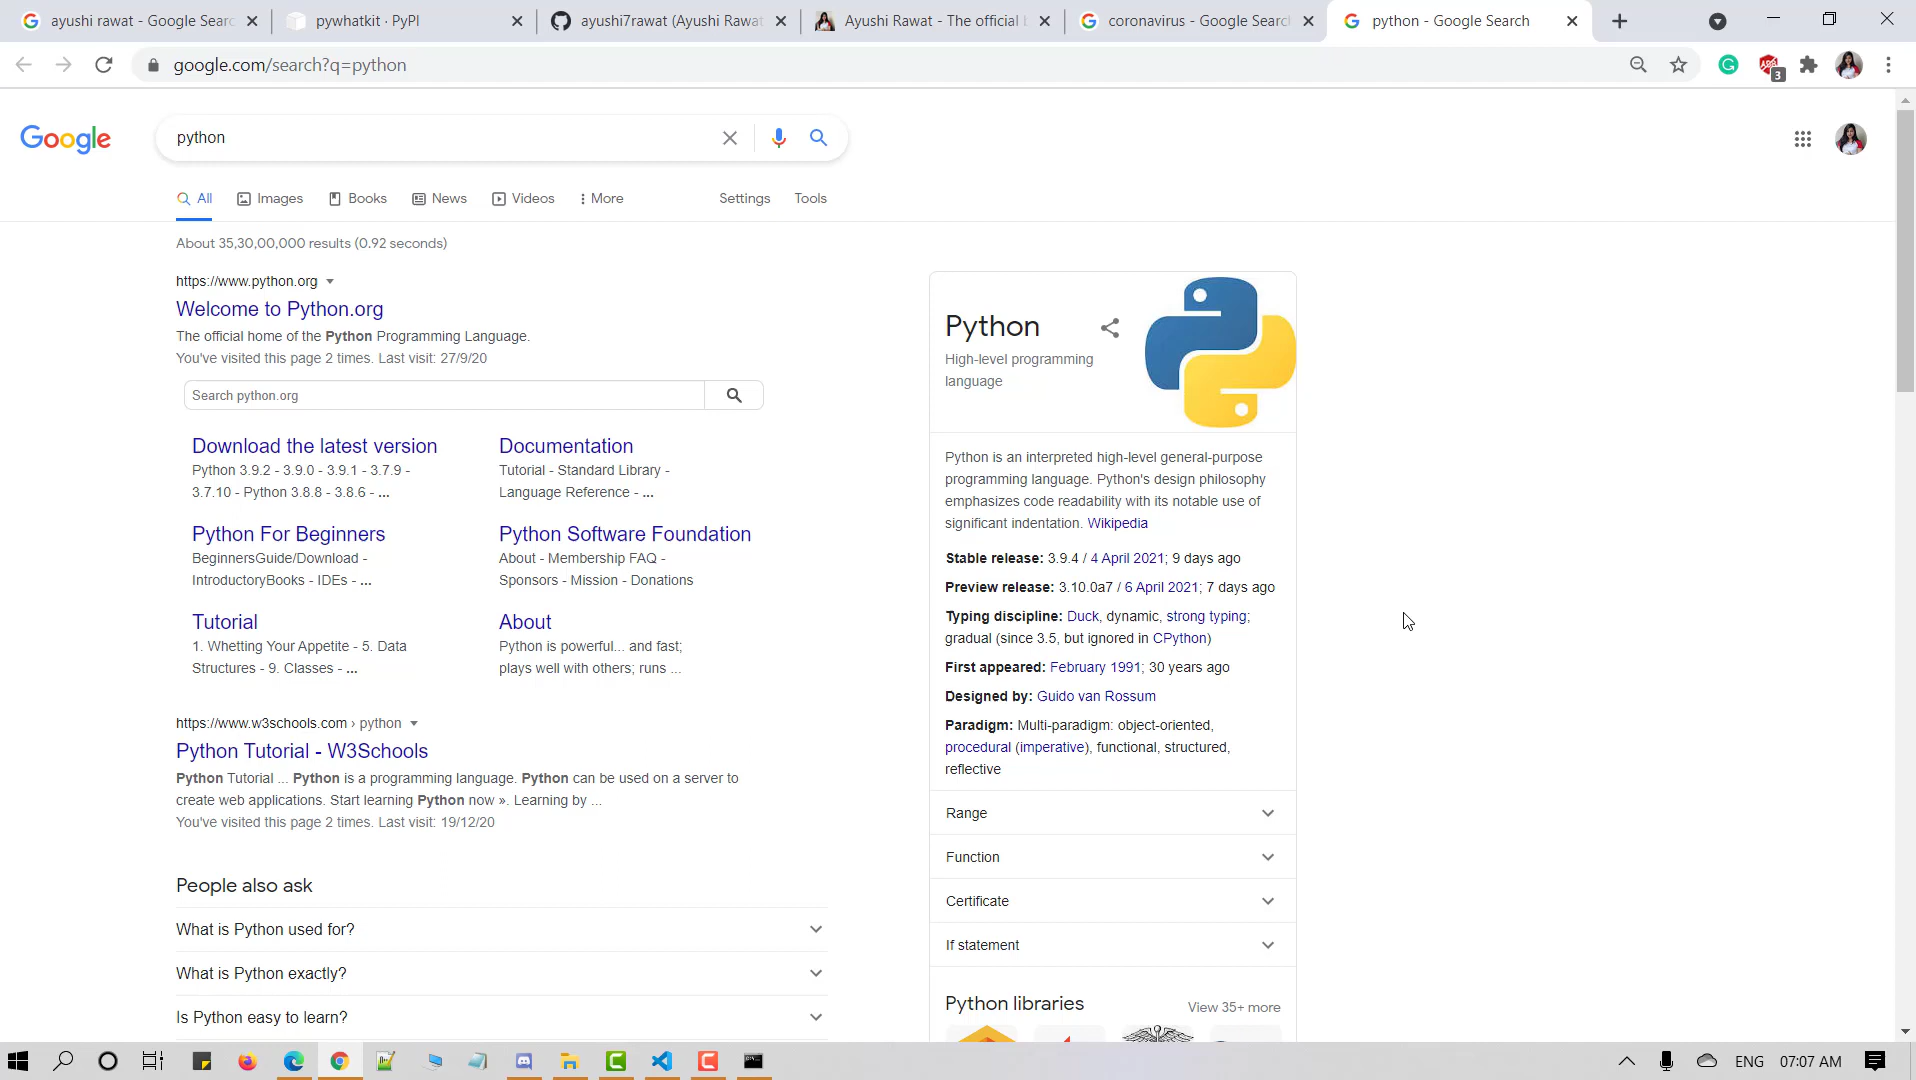 ayushi rawat - Google Searc
pywhatkit · PyPI
ayushi7rawat (Ayushi Rawat
Ayushi Rawat - The official b
coronavirus - Google Search
python - Google Search
google.com/search?q=python
3
Google
python
All
Images
Books
News
Videos
More
Settings
Tools
About 35,30,00,000 results (0.92 seconds)
https://www.python.org
Welcome to Python.org
The official home of the Python Programming Language.
You've visited this page 2 times. Last visit: 27/9/20
Search python.org
Download the latest version
Python 3.9.2 - 3.9.0 - 3.9.1 - 3.7.9 -
3.7.10 - Python 3.8.8 - 3.8.6 - ...
Documentation
Tutorial - Standard Library -
Language Reference - ...
Python For Beginners
BeginnersGuide/Download -
IntroductoryBooks - IDEs - ...
Python Software Foundation
About - Membership FAQ -
Sponsors - Mission - Donations
Tutorial
1. Whetting Your Appetite - 5. Data
Structures - 9. Classes - ...
About
Python is powerful... and fast;
plays well with others; runs ...
https://www.w3schools.com › python
Python Tutorial - W3Schools
Python Tutorial ... Python is a programming language. Python can be used on a server to
create web applications. Start learning Python now ». Learning by ...
You've visited this page 2 times. Last visit: 19/12/20
People also ask
What is Python used for?
What is Python exactly?
Is Python easy to learn?
Python
High-level programming
language
Python is an interpreted high-level general-purpose
programming language. Python's design philosophy
emphasizes code readability with its notable use of
significant indentation. Wikipedia
Stable release: 3.9.4 / 4 April 2021; 9 days ago
Preview release: 3.10.0a7 / 6 April 2021; 7 days ago
Typing discipline: Duck, dynamic, strong typing;
gradual (since 3.5, but ignored in CPython)
First appeared: February 1991; 30 years ago
Designed by: Guido van Rossum
Paradigm: Multi-paradigm: object-oriented,
procedural (imperative), functional, structured,
reflective
Range
Function
Certificate
If statement
Python libraries
View 35+ more
ENG
07:07 AM